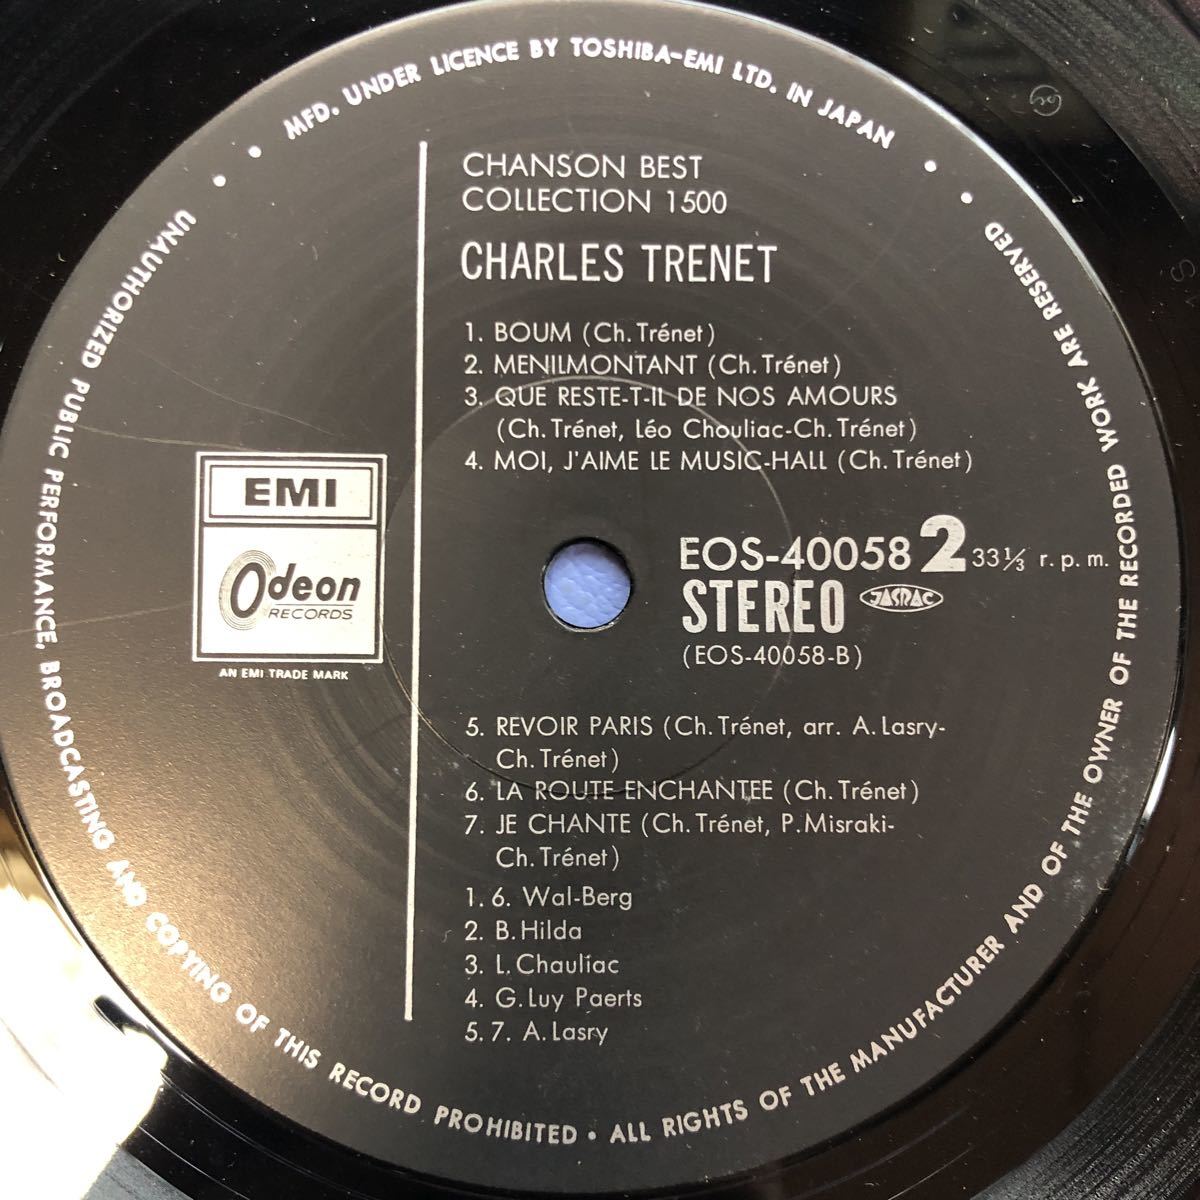 MFD. UNDER LICENCE BY TOSHIBA-EMI LTD. IN JAPAN
CHANSON BEST
COLLECTION 1500
CHARLES TRENET
1. BOUM (Ch. Trénet)
2. MENILMONTANT (Ch. Trénet)
3. QUE RESTE-T-IL DE NOS AMOURS
(Ch. Trénet, Léo Chouliac-Ch. Trénet)
4. MOI, J'AIME LE MUSIC-HALL (Ch. Trénet)
EMI
Odeon
RECORDS
AN EMI TRADE MARK
EOS-40058 2 33⅓ r.p.m.
STEREO JASRAC
(EOS-40058-B)
5. REVOIR PARIS (Ch. Trénet, arr. A. Lasry-
Ch. Trénet)
6. LA ROUTE ENCHANTEE (Ch. Trénet)
7. JE CHANTE (Ch. Trénet, P. Misraki-
Ch. Trénet)
1. 6. Wal-Berg
2. B. Hilda
3. L. Chauliac
4. G. Luy Paerts
5. 7. A. Lasry
UNAUTHORIZED PUBLIC PERFORMANCE, BROADCASTING AND COPYING OF THIS RECORD PROHIBITED • ALL RIGHTS OF THE MANUFACTURER AND OF THE OWNER OF THE RECORDED WORK ARE RESERVED